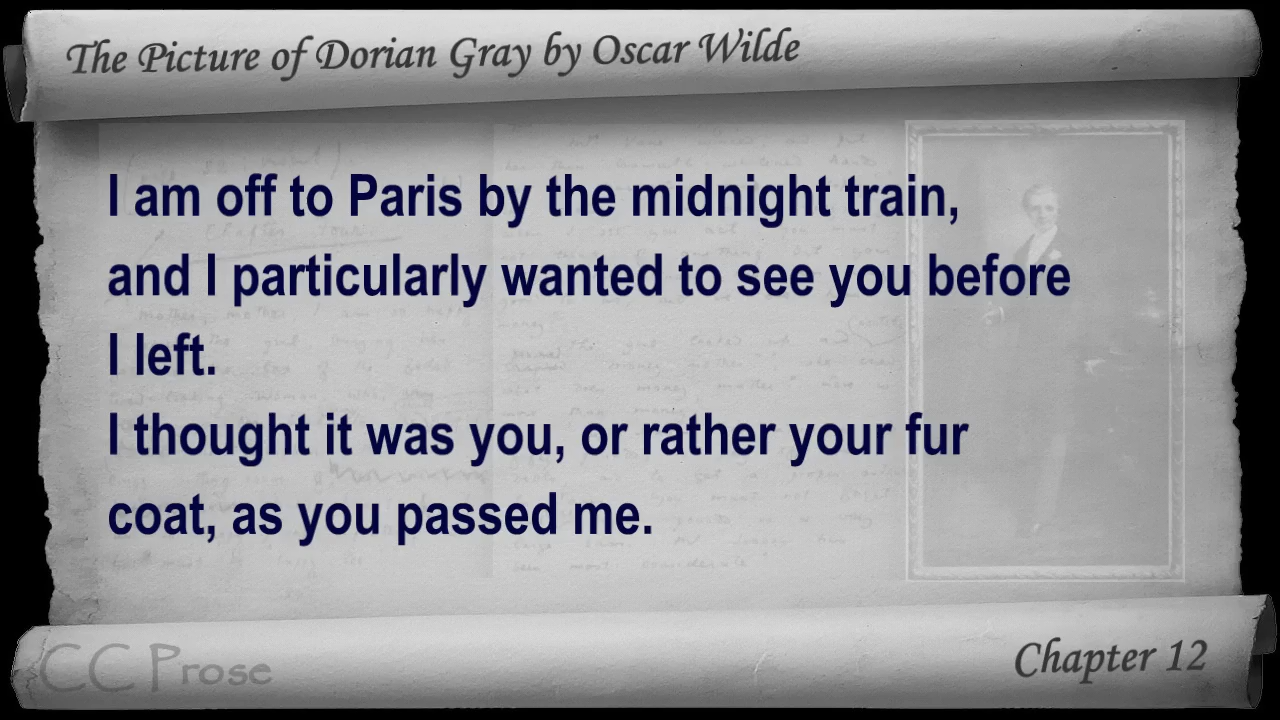 The Picture of Dorian Gray by Oscar Wilde
I am off to Paris by the midnight train,
and I particularly wanted to see you before
I left.
I thought it was you, or rather your fur
coat, as you passed me.
CC Prose
Chapter 12